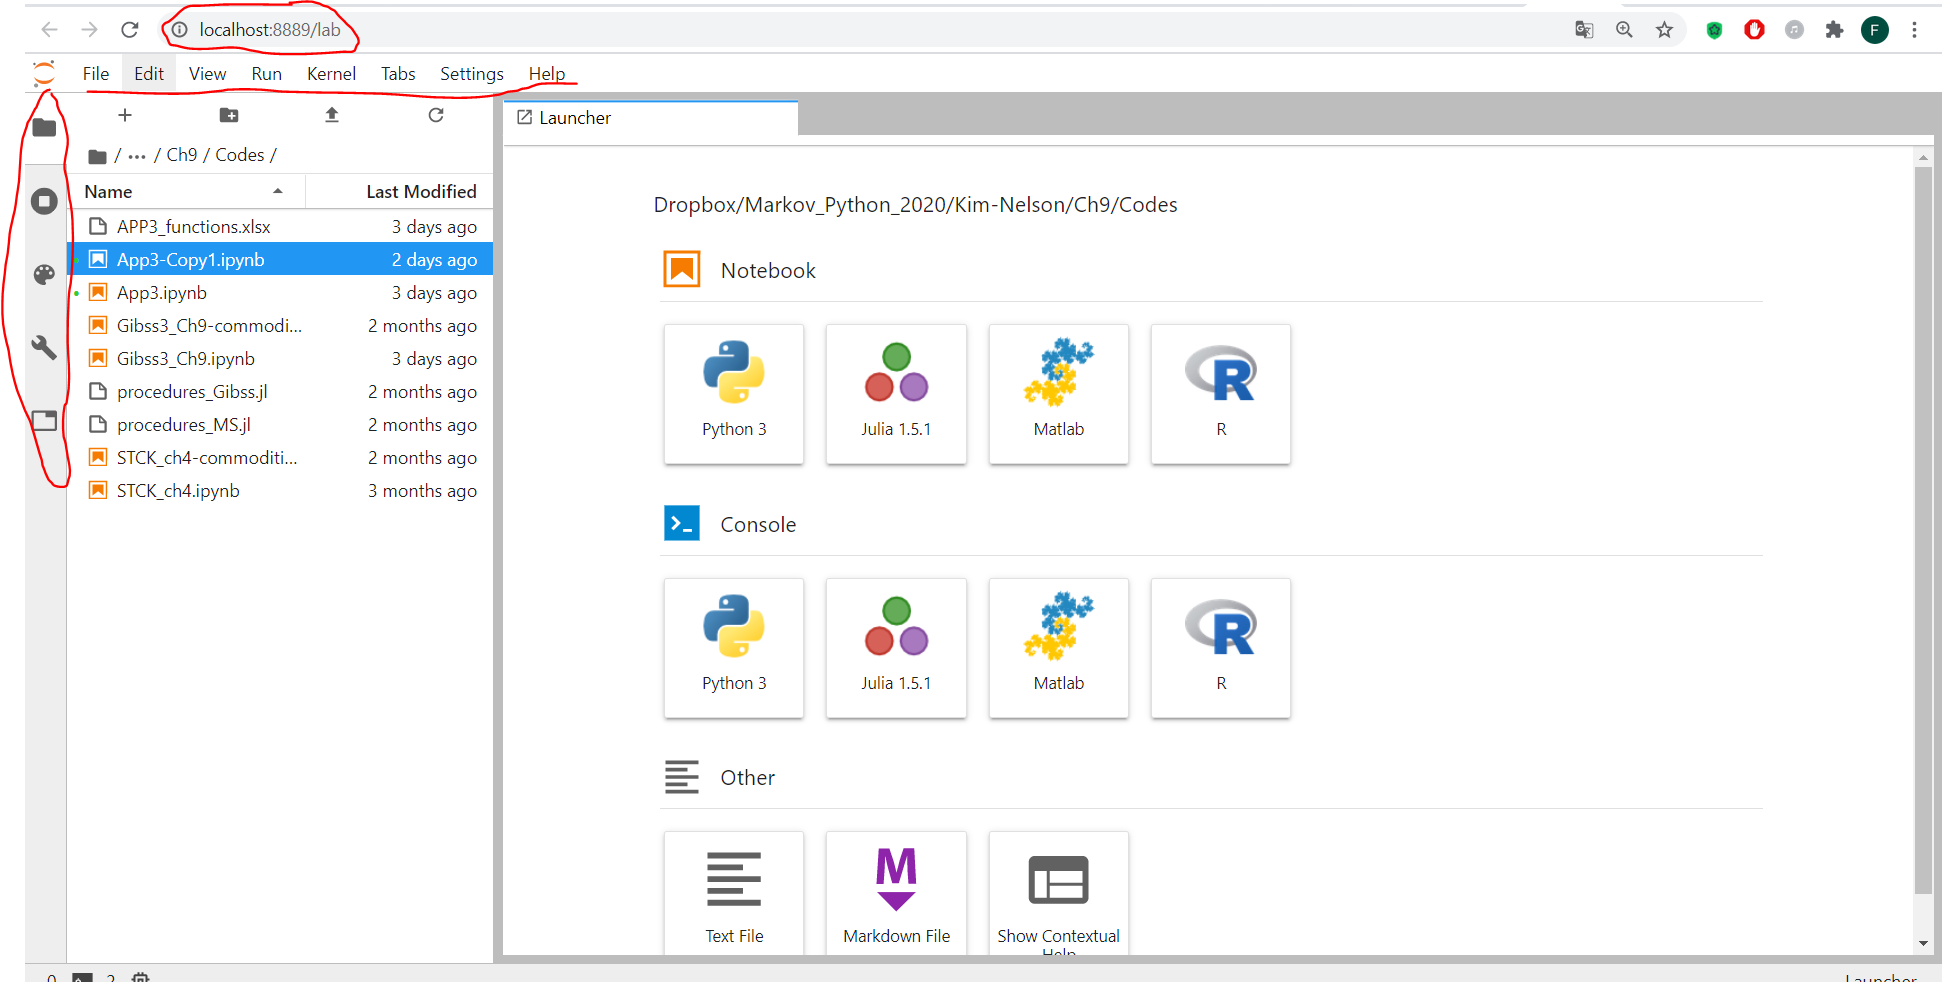 localhost:8889/lab
F
File Edit View Run Kernel Tabs Settings Help
Launcher
/ ... / Ch9 / Codes /
Name Last Modified
APP3_functions.xlsx 3 days ago
App3-Copy1.ipynb 2 days ago
App3.ipynb 3 days ago
Gibss3_Ch9-commodi... 2 months ago
Gibss3_Ch9.ipynb 3 days ago
procedures_Gibss.jl 2 months ago
procedures_MS.jl 2 months ago
STCK_ch4-commoditi... 2 months ago
STCK_ch4.ipynb 3 months ago
Dropbox/Markov_Python_2020/Kim-Nelson/Ch9/Codes
Notebook
Python 3 Julia 1.5.1 Matlab R
Console
Python 3 Julia 1.5.1 Matlab R
Other
Text File Markdown File Show Contextual
Help
0 2 Launcher